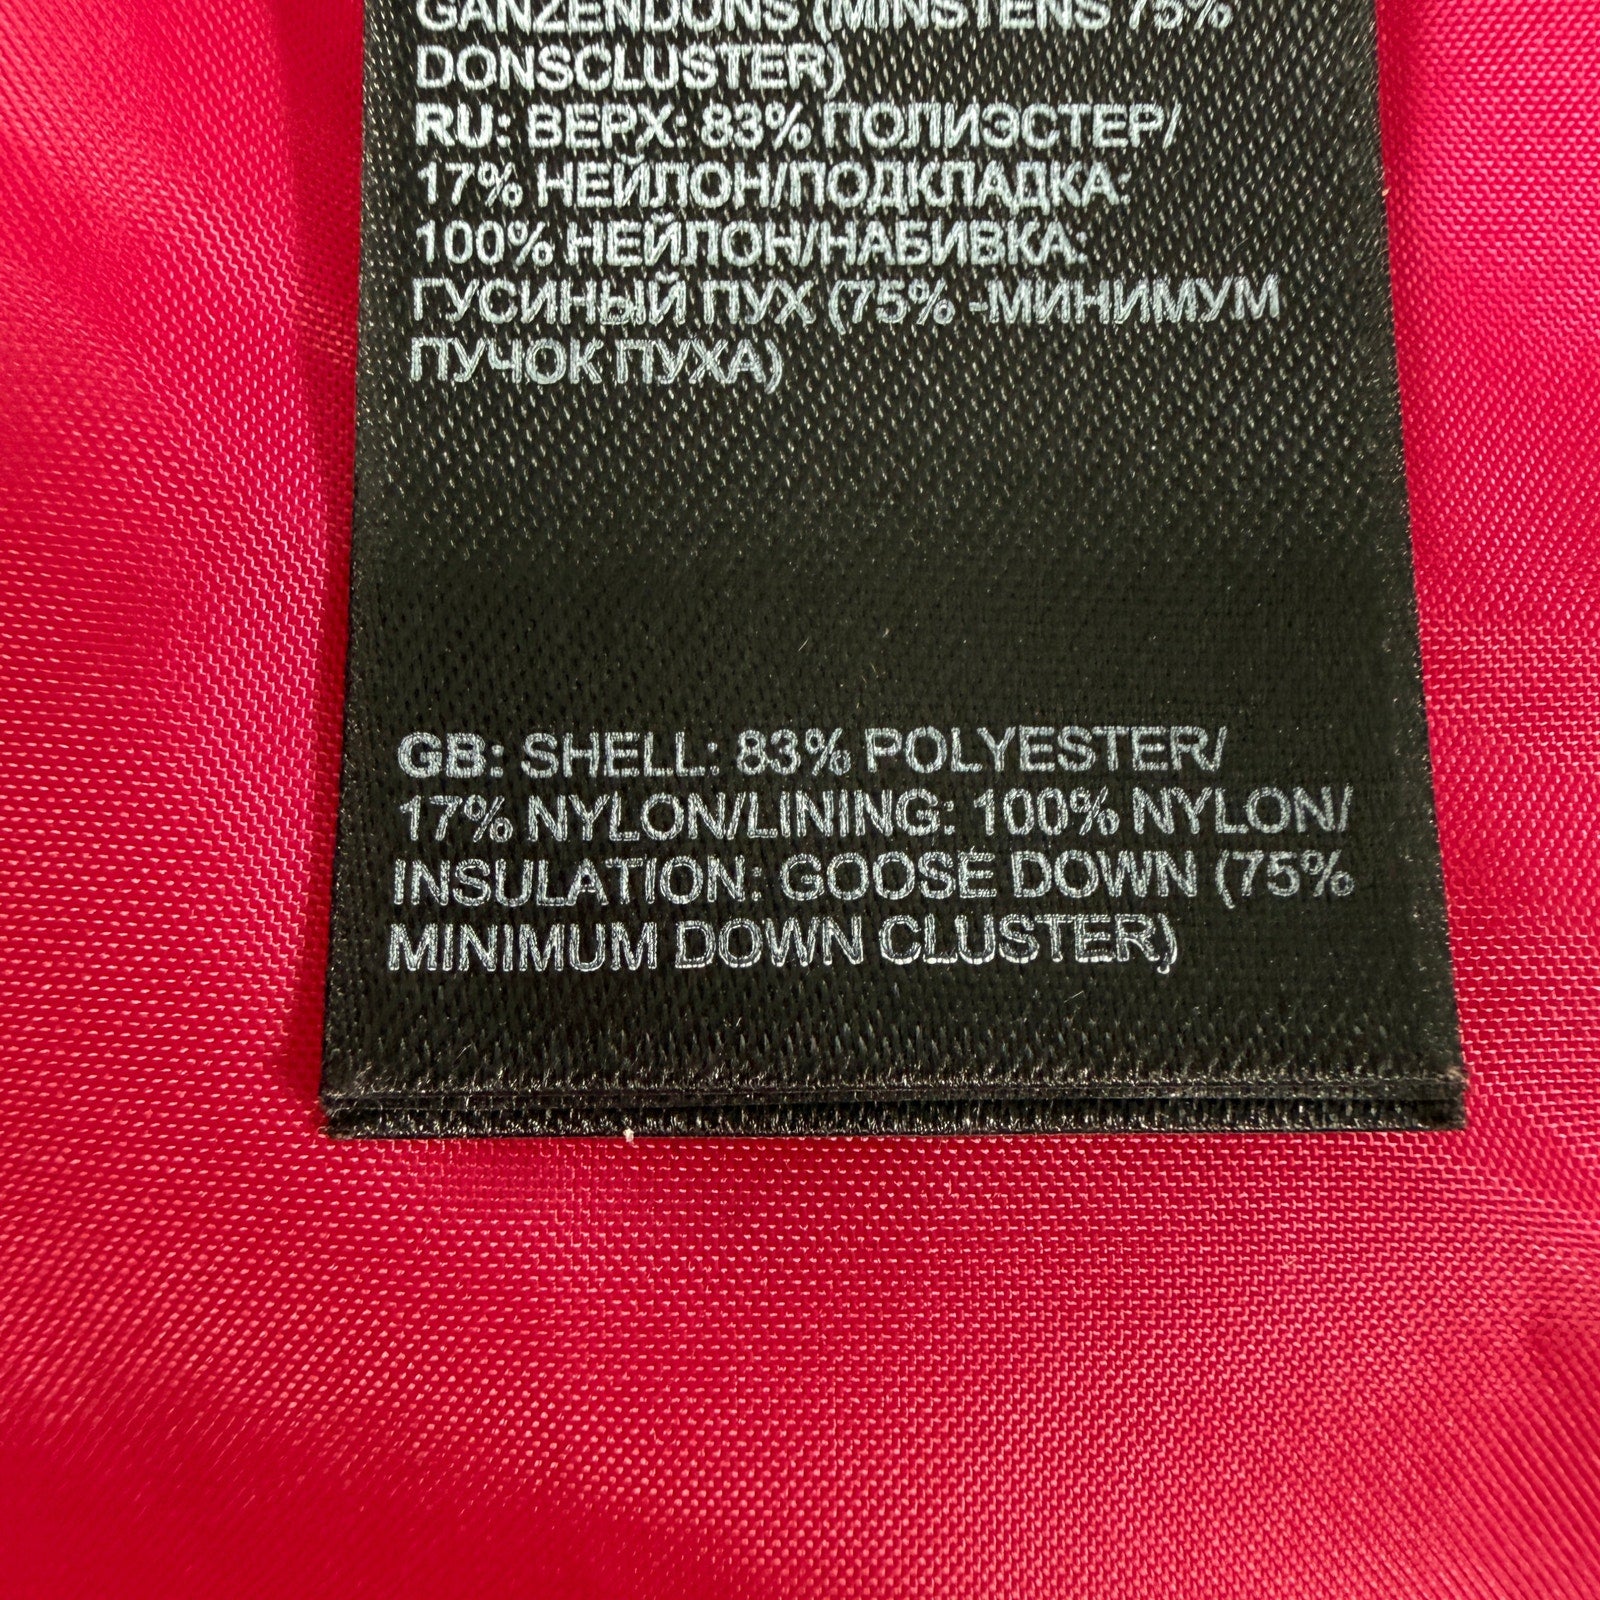 GANZENDONS (MINSTENS 75%
DONSCLUSTER)
RU: ВЕРХ: 83% ПОЛИЭСТЕР/
17% НЕЙЛОН/ПОДКЛАДКА:
100% НЕЙЛОН/НАБИВКА:
ГУСИНЫЙ ПУХ (75% -МИНИМУМ
ПУЧОК ПУХА)
GB: SHELL: 83% POLYESTER/
17% NYLON/LINING: 100% NYLON/
INSULATION: GOOSE DOWN (75%
MINIMUM DOWN CLUSTER)